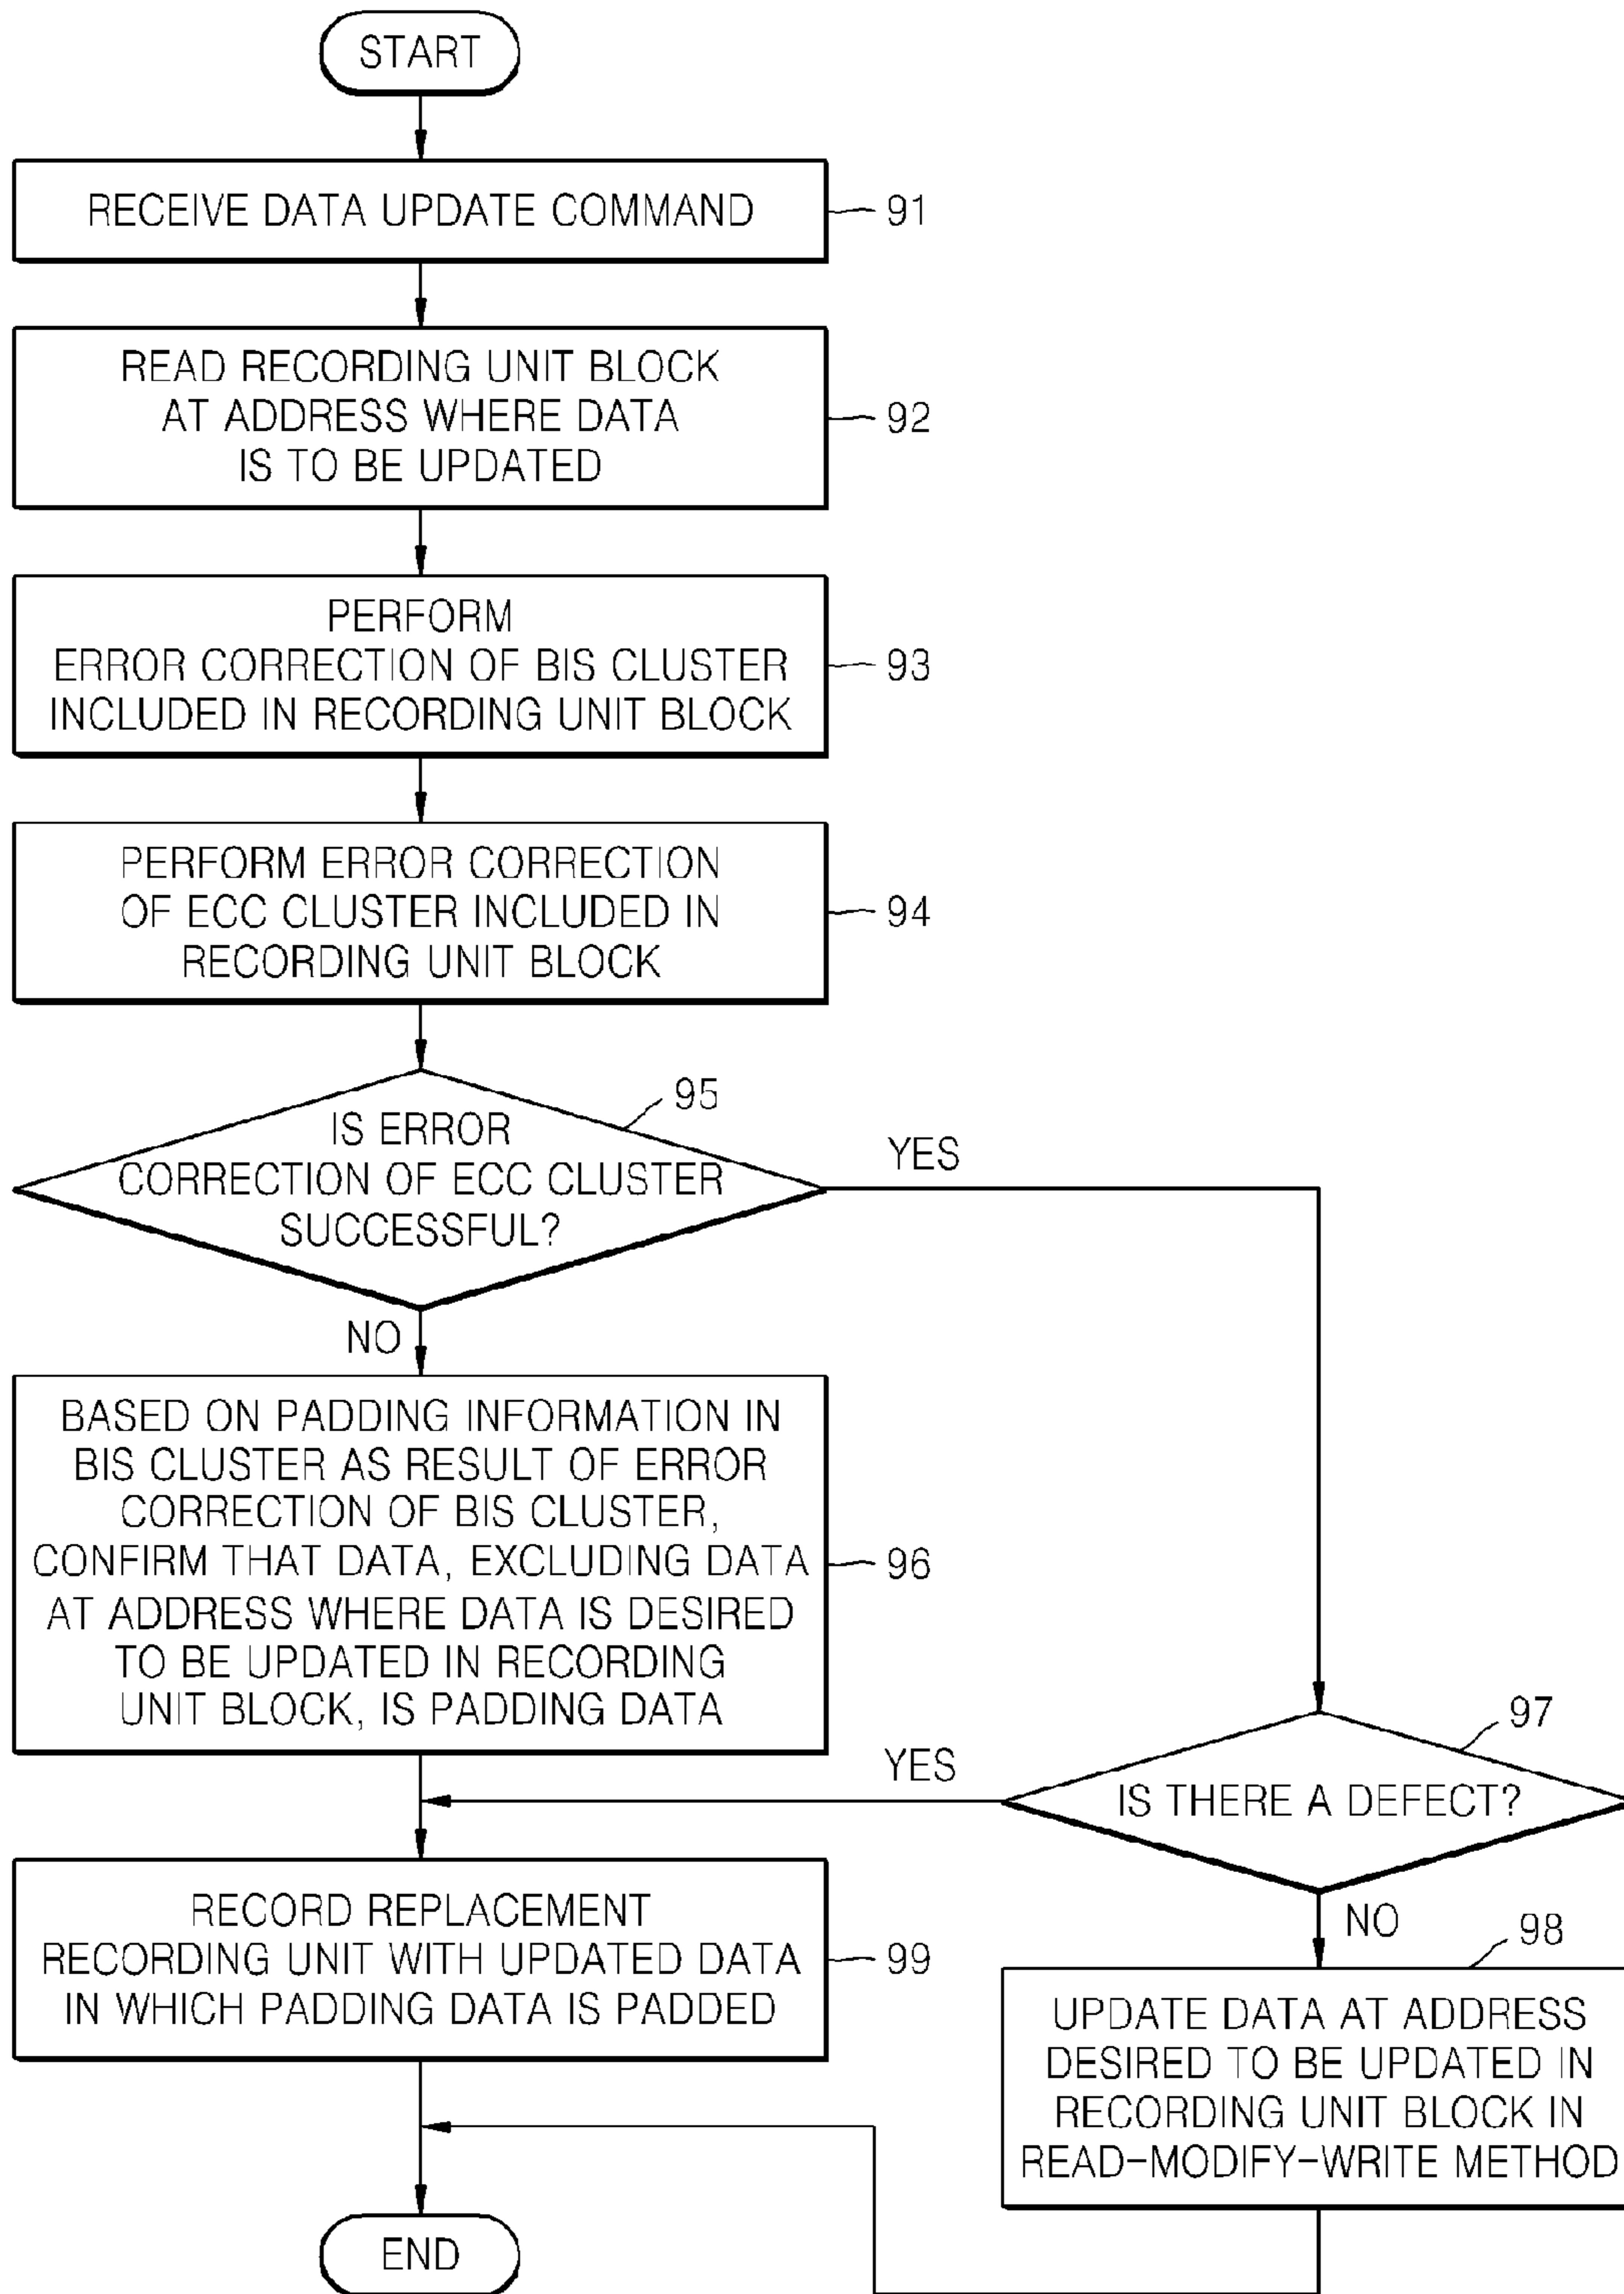 START
RECEIVE DATA UPDATE COMMAND
91
READ RECORDING UNIT BLOCK
AT ADDRESS WHERE DATA
IS TO BE UPDATED
92
PERFORM
ERROR CORRECTION OF BIS CLUSTER
INCLUDED IN RECORDING UNIT BLOCK
93
PERFORM ERROR CORRECTION
OF ECC CLUSTER INCLUDED IN
RECORDING UNIT BLOCK
94
IS ERROR
CORRECTION OF ECC CLUSTER
SUCCESSFUL?
95
YES
NO
BASED ON PADDING INFORMATION IN
BIS CLUSTER AS RESULT OF ERROR
CORRECTION OF BIS CLUSTER,
CONFIRM THAT DATA, EXCLUDING DATA
AT ADDRESS WHERE DATA IS DESIRED
TO BE UPDATED IN RECORDING
UNIT BLOCK, IS PADDING DATA
96
IS THERE A DEFECT?
97
YES
NO
RECORD REPLACEMENT
RECORDING UNIT WITH UPDATED DATA
IN WHICH PADDING DATA IS PADDED
99
98
UPDATE DATA AT ADDRESS
DESIRED TO BE UPDATED IN
RECORDING UNIT BLOCK IN
READ-MODIFY-WRITE METHOD
END